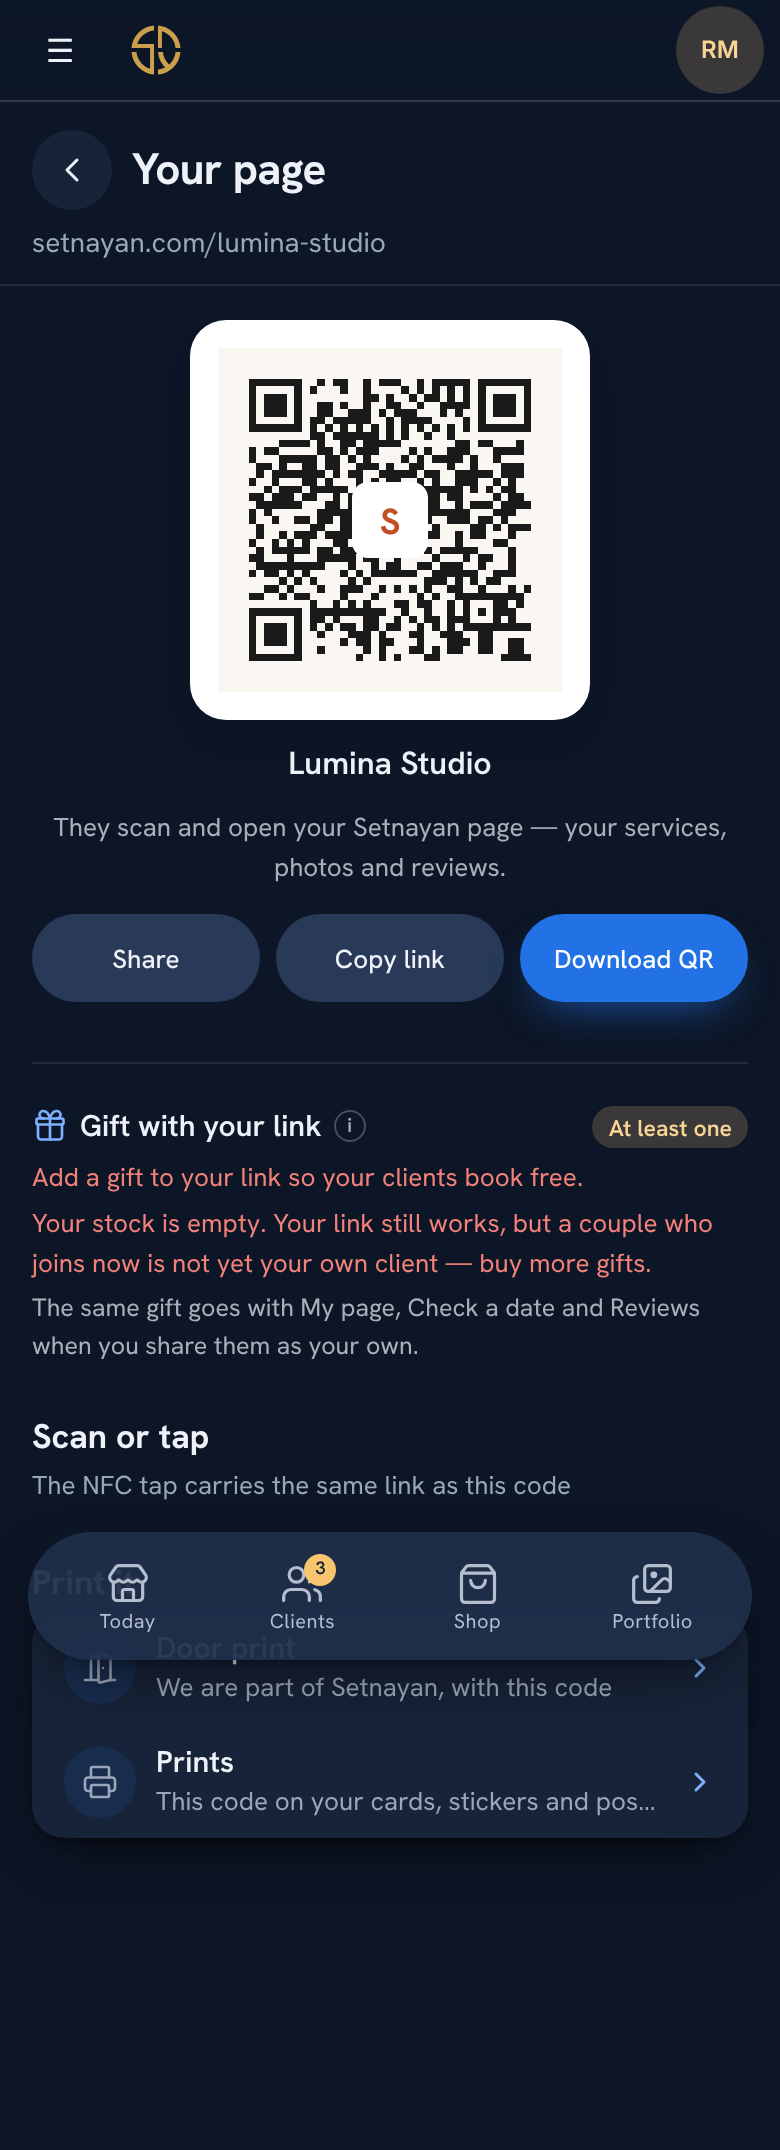 RM
Your page
setnayan.com/lumina-studio
S
Lumina Studio
They scan and open your Setnayan page — your services,
photos and reviews.
Share
Copy link
Download QR
Gift with your link
i
At least one
Add a gift to your link so your clients book free.
Your stock is empty. Your link still works, but a couple who
joins now is not yet your own client — buy more gifts.
The same gift goes with My page, Check a date and Reviews
when you share them as your own.
Scan or tap
The NFC tap carries the same link as this code
Print
3
Today
Clients
Shop
Portfolio
Door print
We are part of Setnayan, with this code
Prints
This code on your cards, stickers and pos...